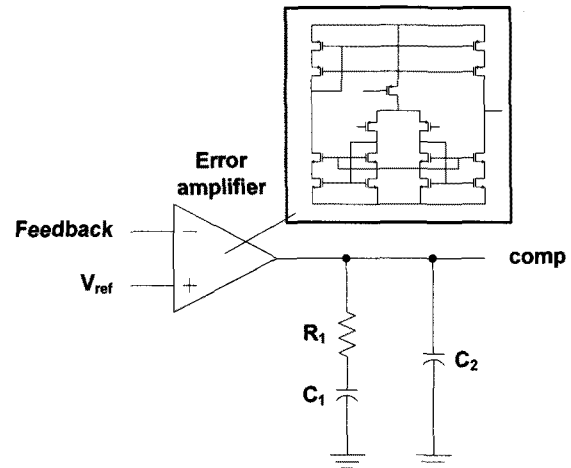 Error
amplifier
Feedback
−
V_ref
+
comp
R_1
C_1
C_2